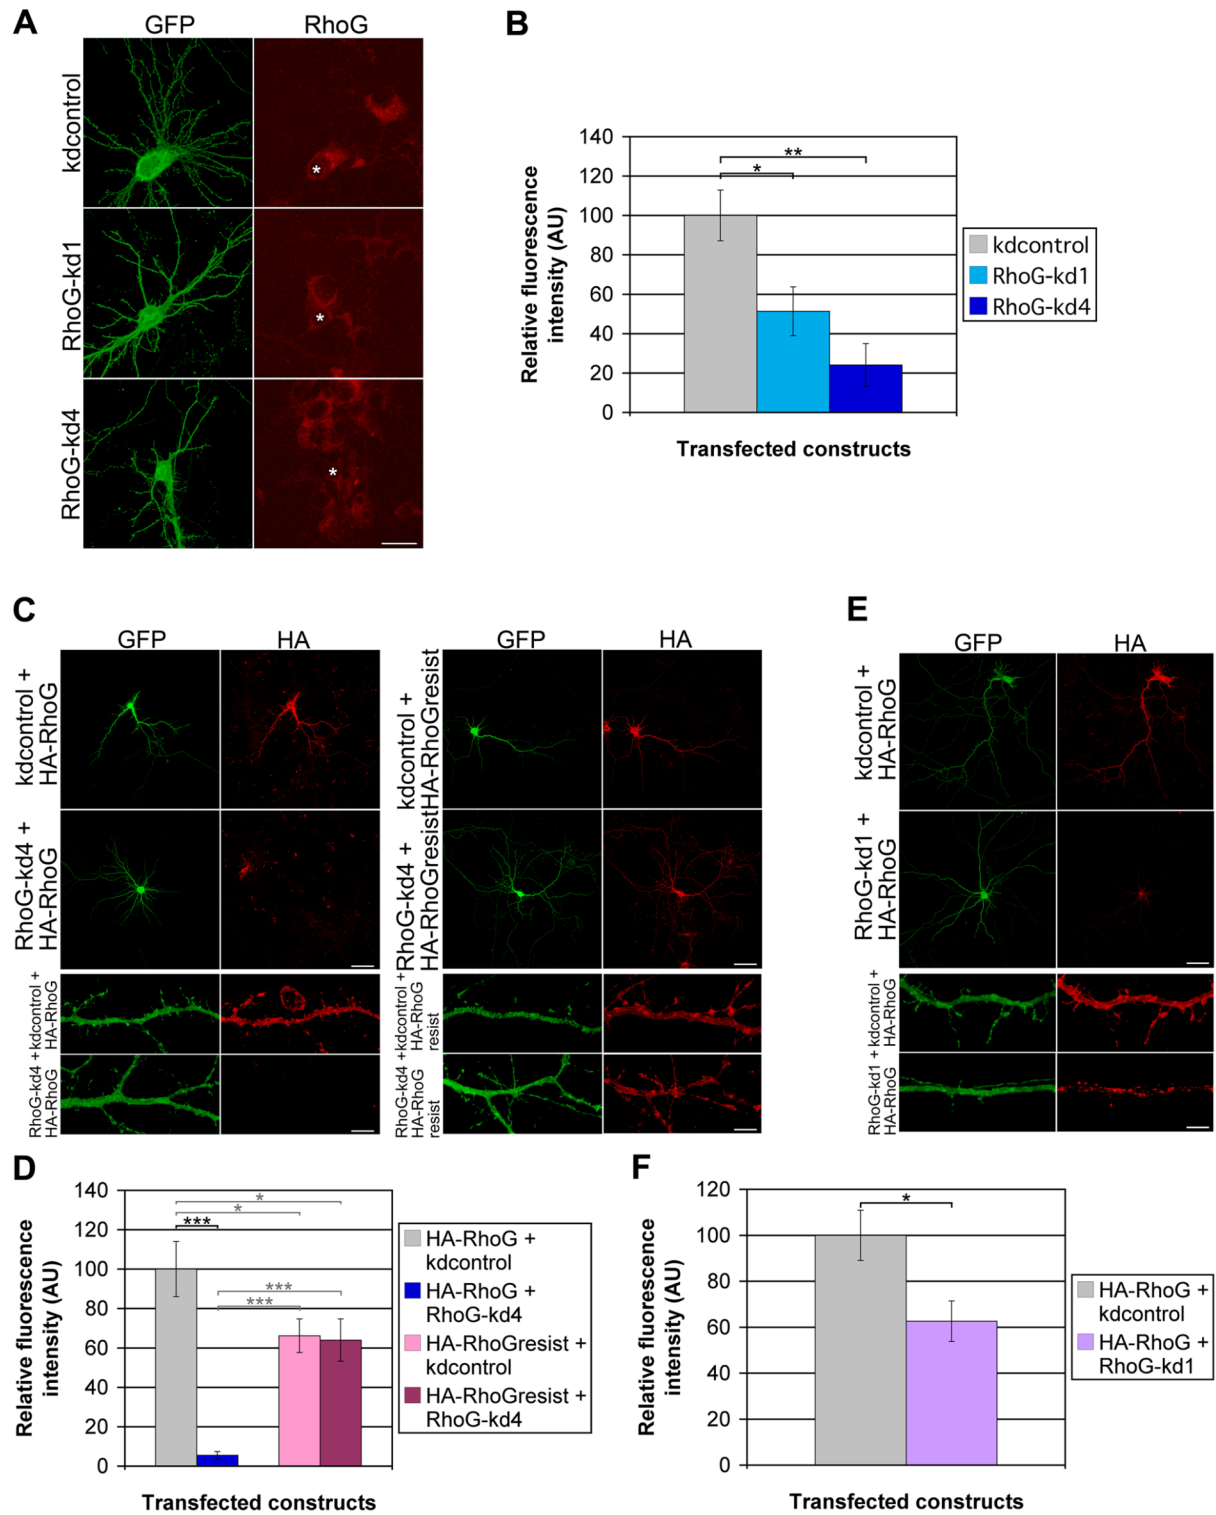 A
GFP
RhoG
kdcontrol
*
RhoG-kd1
*
RhoG-kd4
*
B
140
120
100
80
60
40
20
0
**
*
Relative fluorescence
intensity (AU)
Transfected constructs
kdcontrol
RhoG-kd1
RhoG-kd4
C
GFP
HA
kdcontrol +
HA-RhoG
RhoG-kd4 +
HA-RhoG
kdcontrol +
HA-RhoG
RhoG-kd4 +
HA-RhoG
GFP
HA
kdcontrol +
HA-RhoGresist
RhoG-kd4 +
HA-RhoGresist
kdcontrol +
HA-RhoG
resist
RhoG-kd4 +
HA-RhoG
resist
E
GFP
HA
kdcontrol +
HA-RhoG
RhoG-kd1 +
HA-RhoG
kdcontrol +
HA-RhoG
RhoG-kd1 +
HA-RhoG
D
140
120
100
80
60
40
20
0
*
*
***
***
***
Relative fluorescence
intensity (AU)
Transfected constructs
HA-RhoG +
kdcontrol
HA-RhoG +
RhoG-kd4
HA-RhoGresist +
kdcontrol
HA-RhoGresist +
RhoG-kd4
F
120
100
80
60
40
20
0
*
Relative fluorescence
intensity (AU)
Transfected constructs
HA-RhoG +
kdcontrol
HA-RhoG +
RhoG-kd1